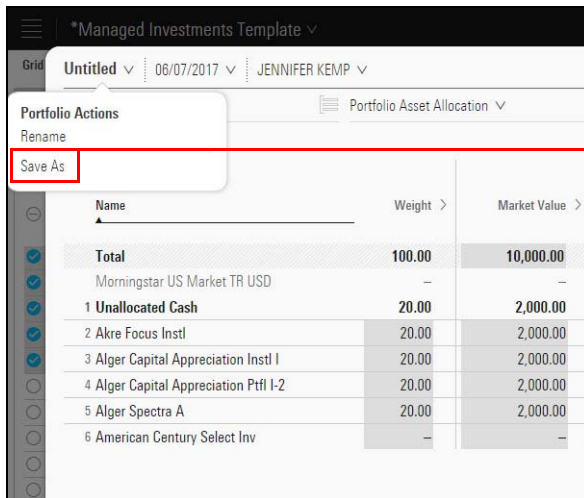 *Managed Investments Template
Grid
Untitled 06/07/2017 JENNIFER KEMP
Portfolio Actions
Rename
Save As
Portfolio Asset Allocation
Name Weight Market Value
Total 100.00 10,000.00
Morningstar US Market TR USD – –
1 Unallocated Cash 20.00 2,000.00
2 Akre Focus Instl 20.00 2,000.00
3 Alger Capital Appreciation Instl I 20.00 2,000.00
4 Alger Capital Appreciation Ptfl I-2 20.00 2,000.00
5 Alger Spectra A 20.00 2,000.00
6 American Century Select Inv – –